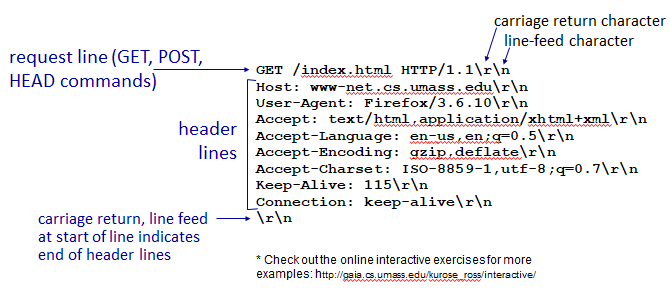 carriage return character
line-feed character
request line (GET, POST,
HEAD commands)
GET /index.html HTTP/1.1\r\n
Host: www-net.cs.umass.edu\r\n
User-Agent: Firefox/3.6.10\r\n
Accept: text/html,application/xhtml+xml\r\n
Accept-Language: en-us,en;q=0.5\r\n
Accept-Encoding: gzip,deflate\r\n
Accept-Charset: ISO-8859-1,utf-8;q=0.7\r\n
Keep-Alive: 115\r\n
Connection: keep-alive\r\n
\r\n
header
lines
carriage return, line feed
at start of line indicates
end of header lines
* Check out the online interactive exercises for more
examples: http://gaia.cs.umass.edu/kurose_ross/interactive/